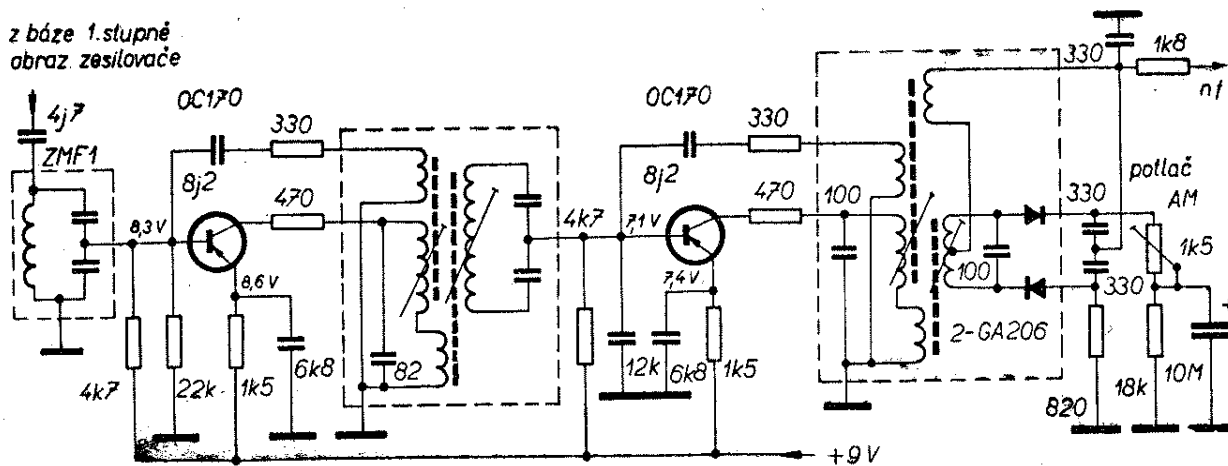 z báze 1. stupně
obraz. zesilovače
4j7
ZMF1
8,3 V
4k7
22k
OC170
8j2
330
470
8,6 V
1k5
6k8
82
4k7
7,1 V
12k
OC170
8j2
330
470
7,4 V
6k8
1k5
100
100
2-GA206
330
1k8
nf
330
330
potlač
AM
1k5
820
18k
10M
+9V